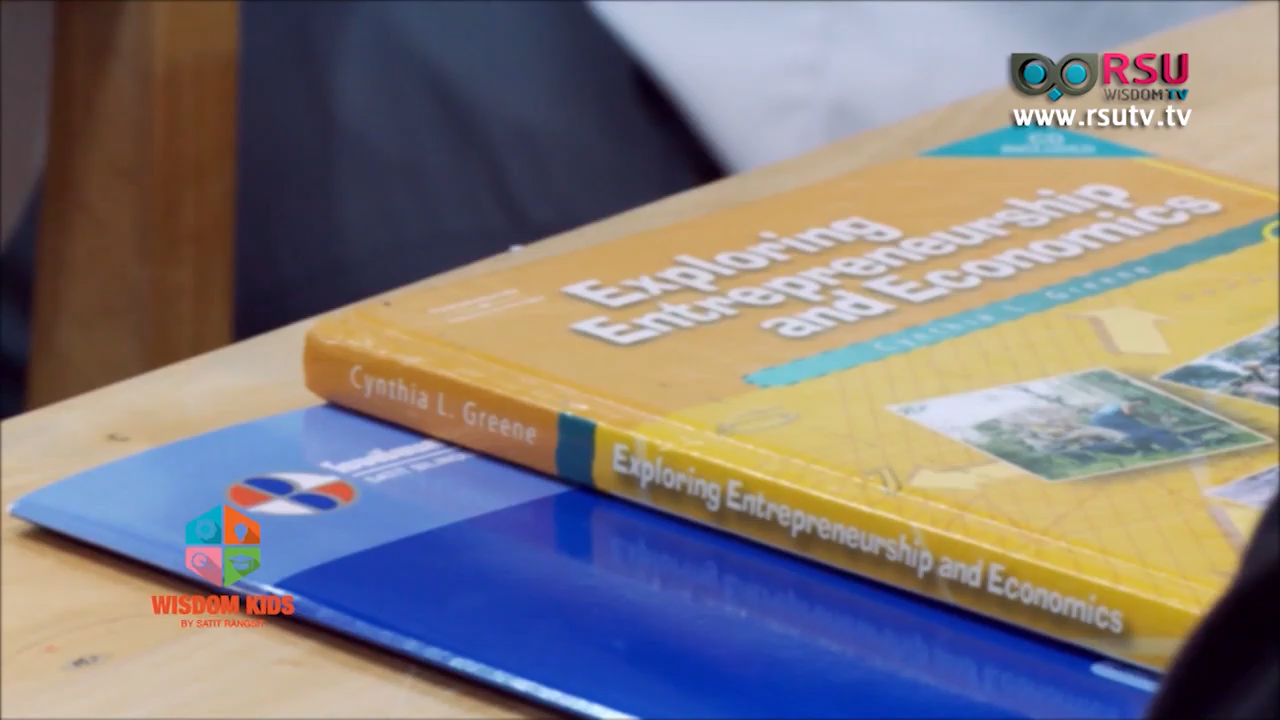 RSU
WISDOM TV
www.rsutv.tv
Exploring
Entrepreneurship
and Economics
Cynthia L. Greene
Cynthia L. Greene
Exploring Entrepreneurship and Economics
WISDOM KIDS
BY SATIT RANGSIT